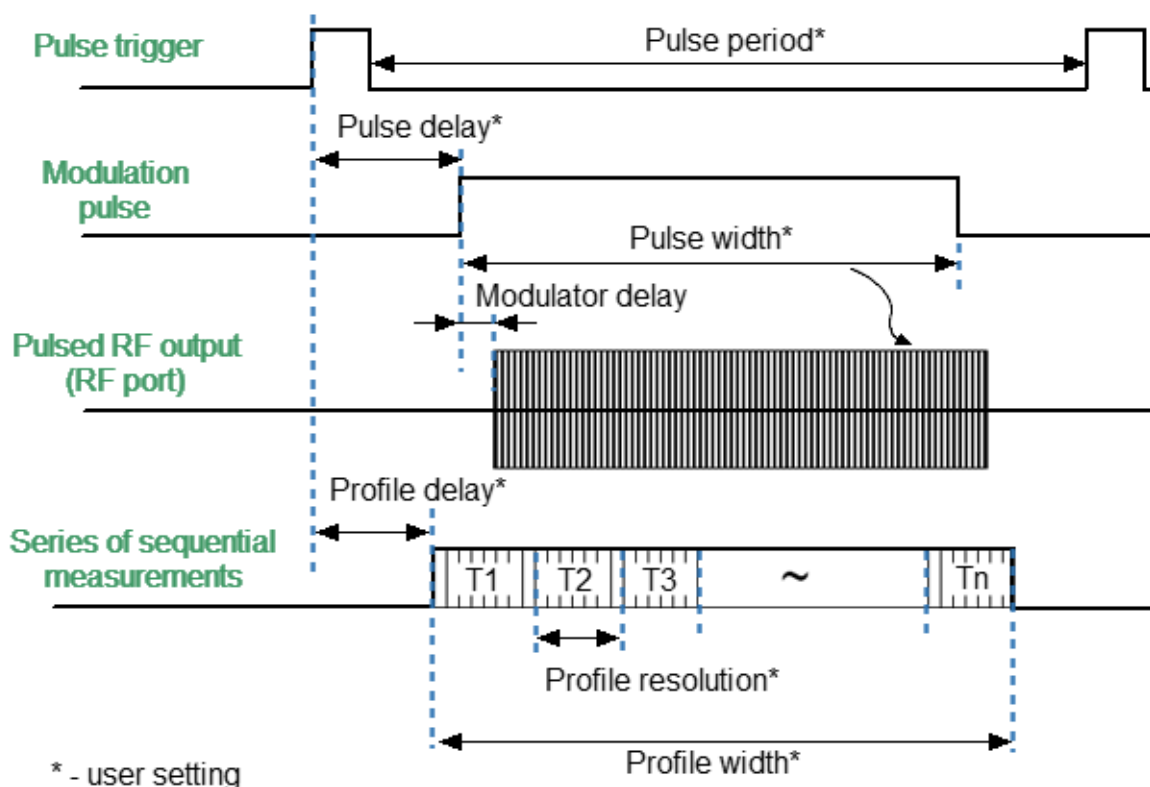 Pulse trigger
Pulse period*
Pulse delay*
Modulation
pulse
Pulse width*
Modulator delay
Pulsed RF output
(RF port)
Profile delay*
Series of sequential
measurements
T1 T2 T3 ~ Tn
Profile resolution*
Profile width*
* - user setting